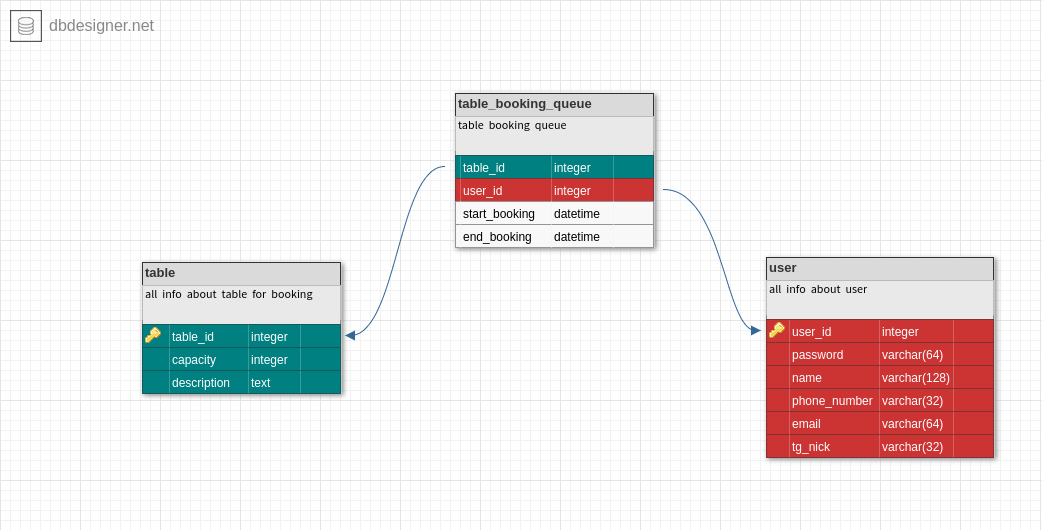 dbdesigner.net
table_booking_queue
table booking queue
table_id integer
user_id integer
start_booking datetime
end_booking datetime
table
all info about table for booking
table_id integer
capacity integer
description text
user
all info about user
user_id integer
password varchar(64)
name varchar(128)
phone_number varchar(32)
email varchar(64)
tg_nick varchar(32)